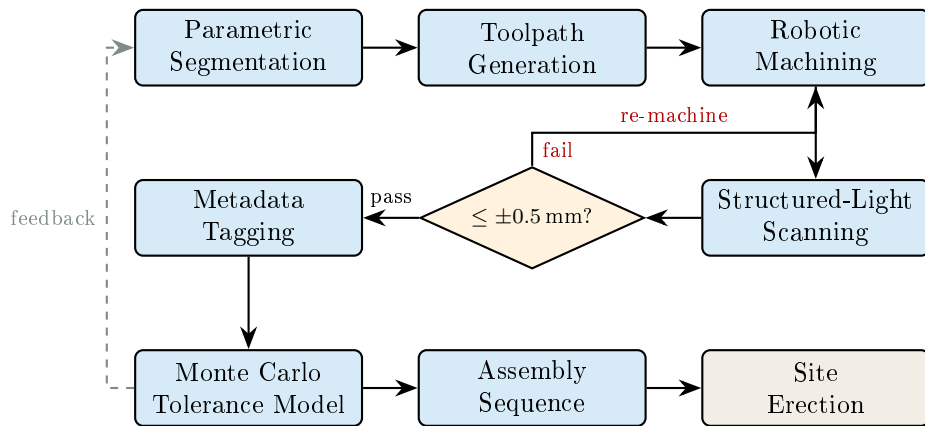 Parametric
Segmentation
Toolpath
Generation
Robotic
Machining
re-machine
fail
Metadata
Tagging
pass
≤ ±0.5 mm?
Structured-Light
Scanning
feedback
Monte Carlo
Tolerance Model
Assembly
Sequence
Site
Erection